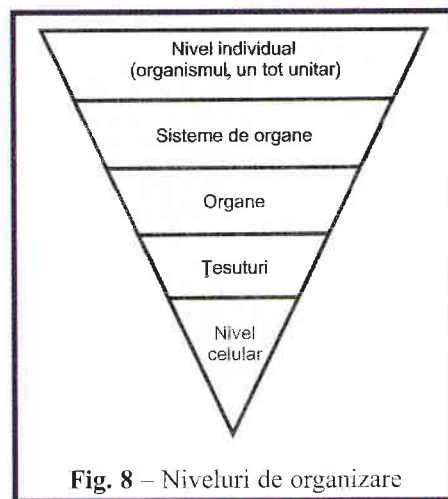 Nivel individual
(organismul, un tot unitar)
Sisteme de organe
Organe
Țesuturi
Nivel
celular
Fig. 8 – Niveluri de organizare